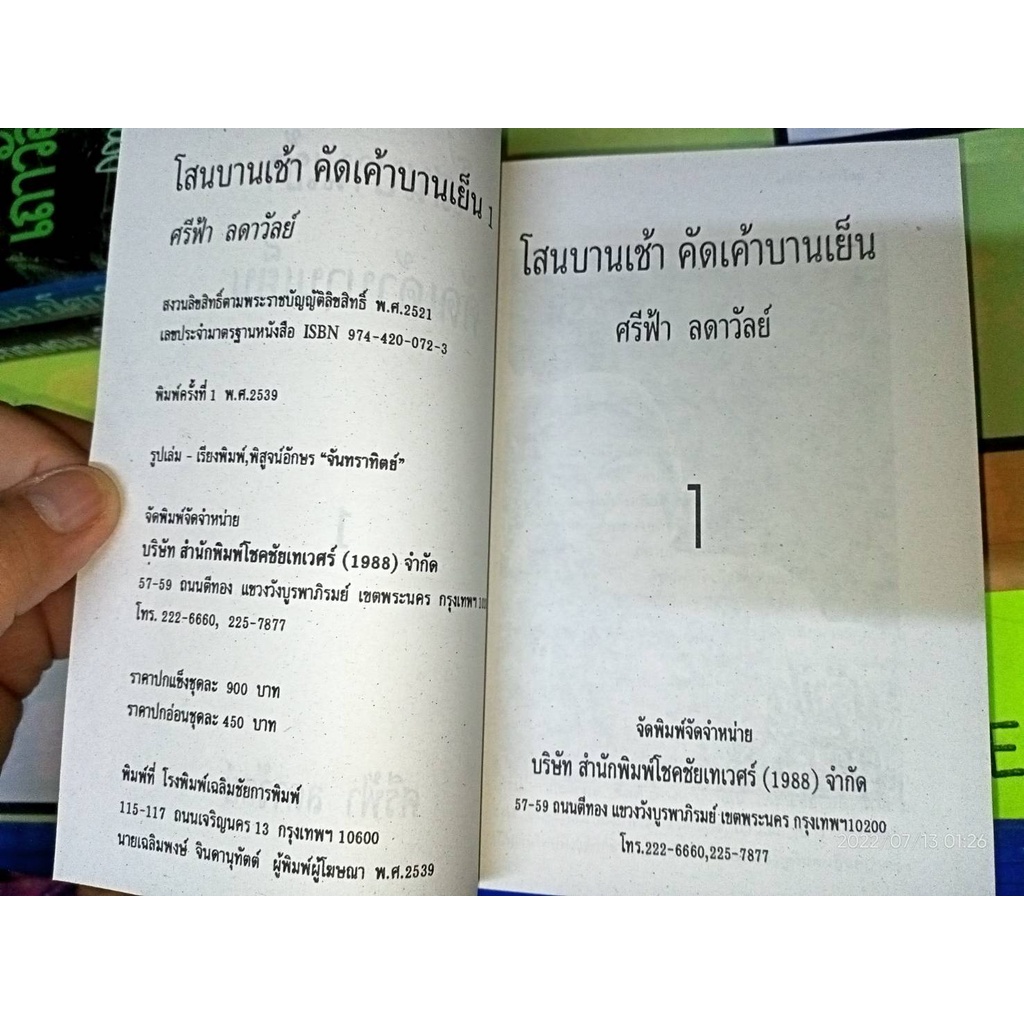 โสนบานเช้า คัดเค้าบานเย็น 1
ศรีฟ้า ลดาวัลย์
สงวนลิขสิทธิ์ตามพระราชบัญญัติลิขสิทธิ์ พ.ศ.2521
เลขประจำมาตรฐานหนังสือ ISBN 974-420-072-3
พิมพ์ครั้งที่ 1 พ.ศ.2539
รูปเล่ม - เรียงพิมพ์,พิสูจน์อักษร "จันทราทิตย์"
จัดพิมพ์จัดจำหน่าย
บริษัท สำนักพิมพ์โชคชัยเทเวศร์ (1988) จำกัด
57-59 ถนนตีทอง แขวงวังบูรพาภิรมย์ เขตพระนคร กรุงเทพฯ
โทร. 222-6660, 225-7877
ราคาปกแข็งชุดละ 900 บาท
ราคาปกอ่อนชุดละ 450 บาท
พิมพ์ที่ โรงพิมพ์เฉลิมชัยการพิมพ์
115-117 ถนนเจริญนคร 13 กรุงเทพฯ 10600
นายเฉลิมพงษ์ จินดานุทัตต์ ผู้พิมพ์ผู้โฆษณา พ.ศ.2539
โสนบานเช้า คัดเค้าบานเย็น
ศรีฟ้า ลดาวัลย์
1
จัดพิมพ์จัดจำหน่าย
บริษัท สำนักพิมพ์โชคชัยเทเวศร์ (1988) จำกัด
57-59 ถนนตีทอง แขวงวังบูรพาภิรมย์ เขตพระนคร กรุงเทพฯ10200
โทร.222-6660,225-7877
2022/07/13 01:26